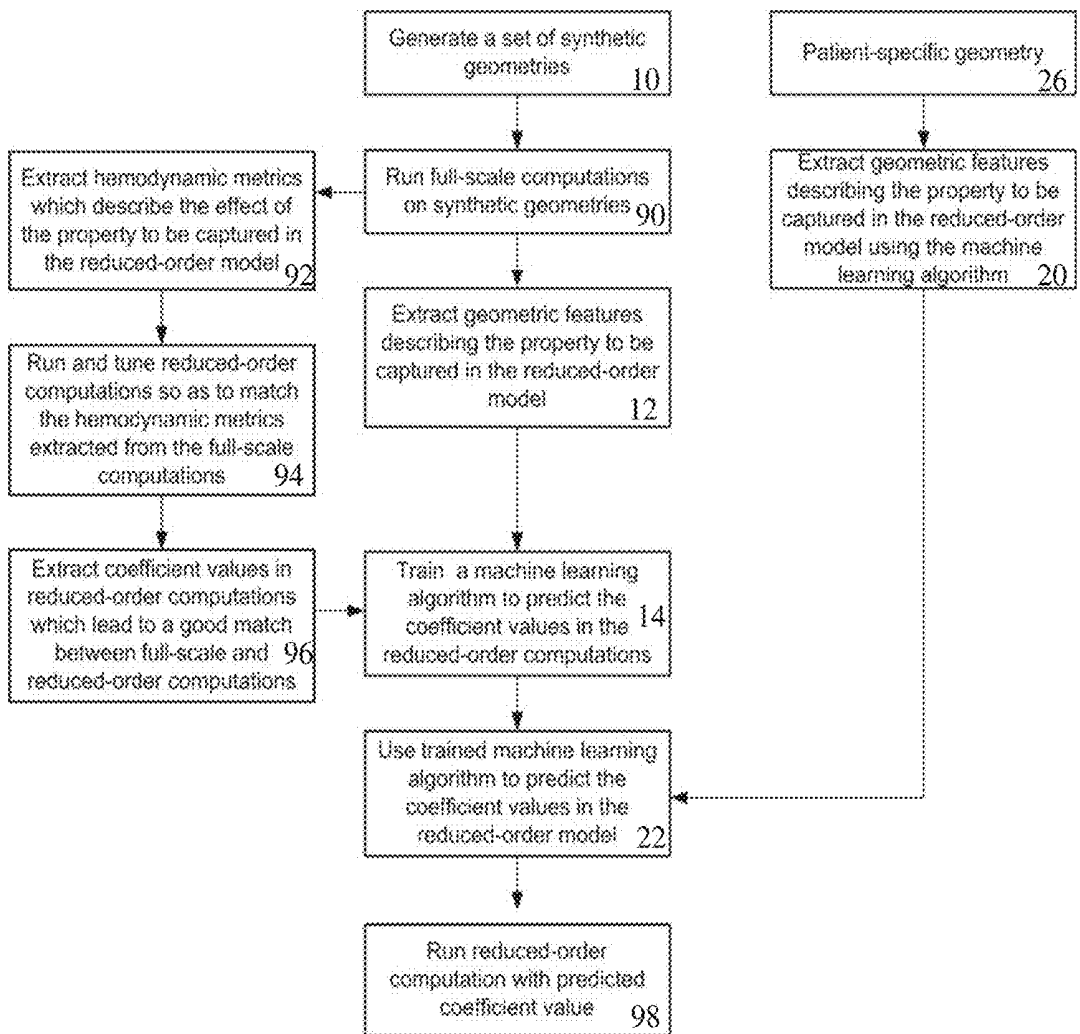 Generate a set of synthetic
geometries
10
Patient-specific geometry
26
Extract hemodynamic metrics
which describe the effect of
the property to be captured in
the reduced-order model
92
Run full-scale computations
on synthetic geometries
90
Extract geometric features
describing the property to be
captured in the reduced-order
model using the machine
learning algorithm
20
Extract geometric features
describing the property to be
captured in the reduced-order
model
12
Run and tune reduced-order
computations so as to match
the hemodynamic metrics
extracted from the full-scale
computations
94
Extract coefficient values in
reduced-order computations
which lead to a good match
between full-scale and
96
reduced-order computations
Train a machine learning
algorithm to predict the
coefficient values in the
14
reduced-order computations
Use trained machine learning
algorithm to predict the
coefficient values in the
reduced-order model
22
Run reduced-order
computation with predicted
coefficient value
98